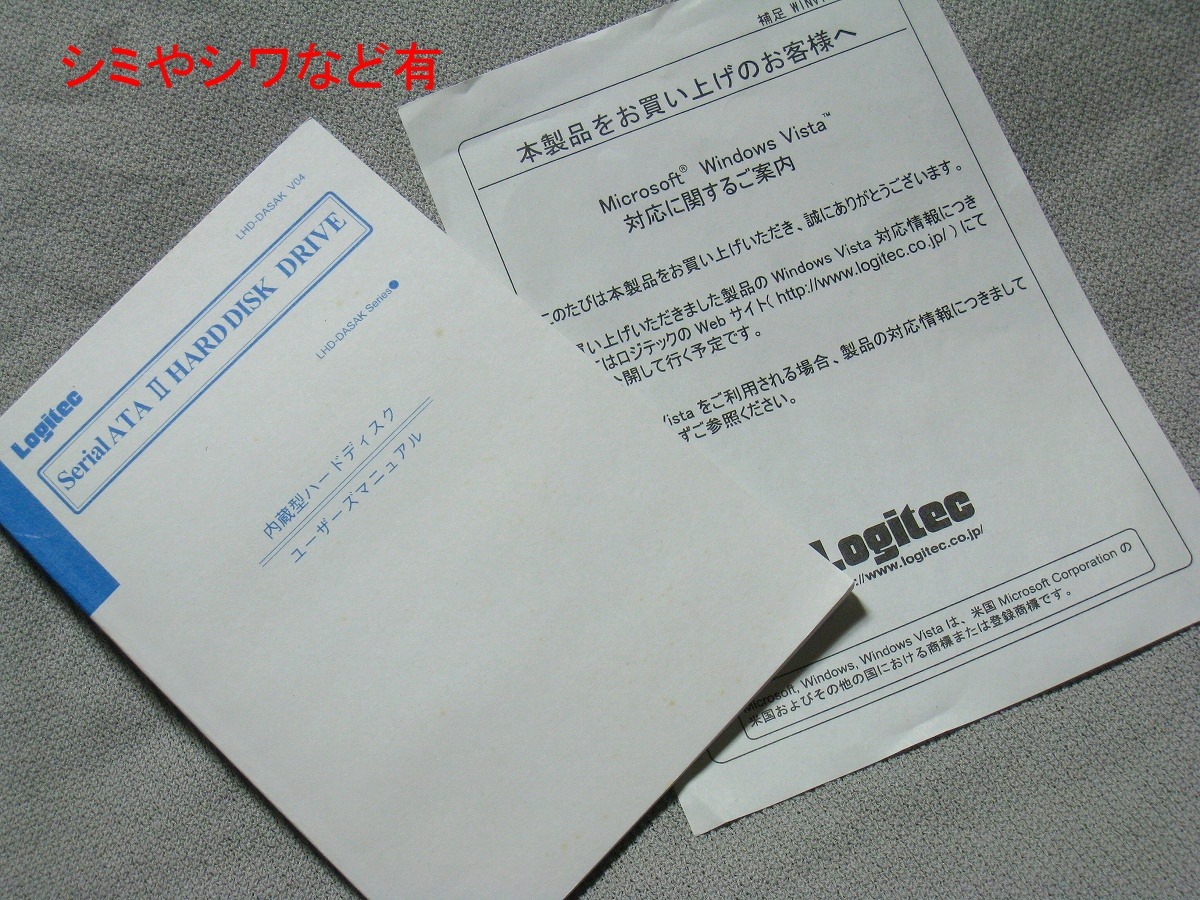 シミやシワなど有
LHD-DASAK V04
Logitec
Serial ATA II HARD DISK DRIVE
LHD-DASAK Series●
内蔵型ハードディスク
ユーザーズマニュアル
補足
本製品をお買い上げのお客様へ
Microsoft® Windows Vista™
対応に関するご案内
このたびは本製品をお買い上げいただき、誠にありがとうございます。
い上げいただきました製品の Windows Vista 対応情報につき
はロジテックの Web サイト( http://www.logitec.co.jp/ ) にて
開して行く予定です。
ista をご利用される場合、製品の対応情報につきまして
ずご参照ください。
Logitec
://www.logitec.co.jp/
Microsoft, Windows, Windows Vista は、米国 Microsoft Corporation の
米国およびその他の国における商標または登録商標です。